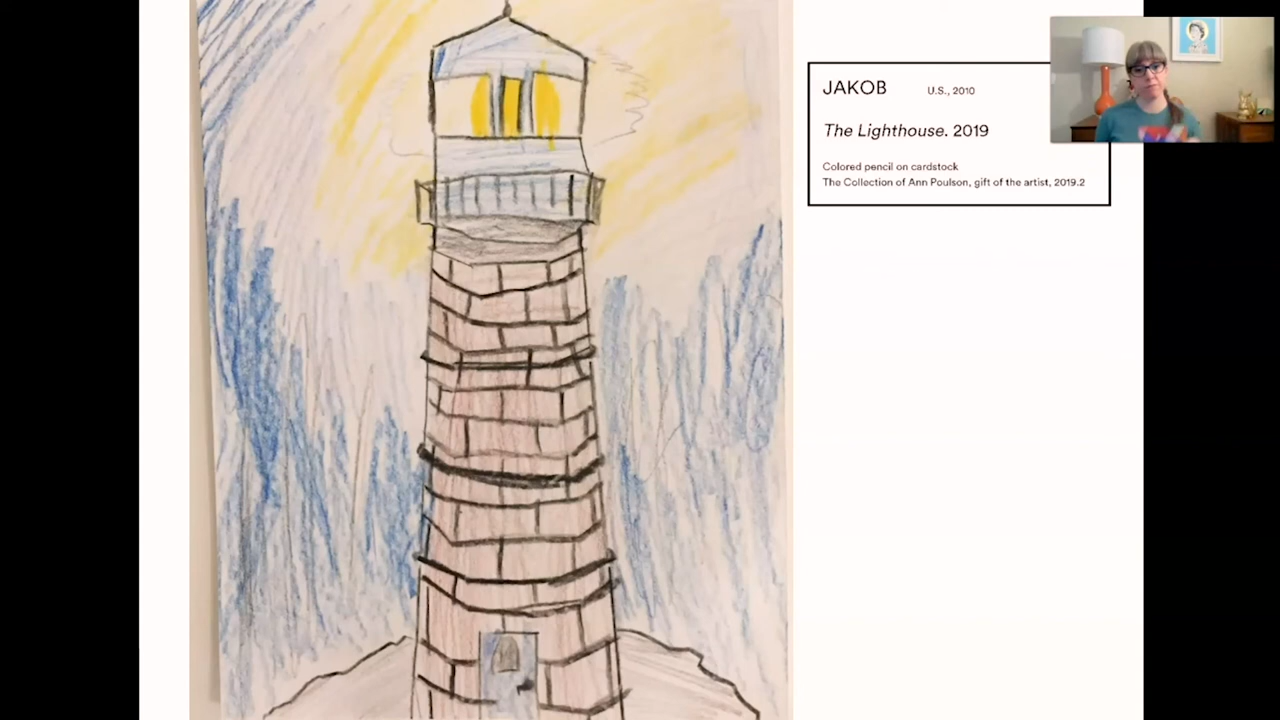 JAKOB U.S., 2010
The Lighthouse. 2019
Colored pencil on cardstock
The Collection of Ann Poulson, gift of the artist, 2019.2